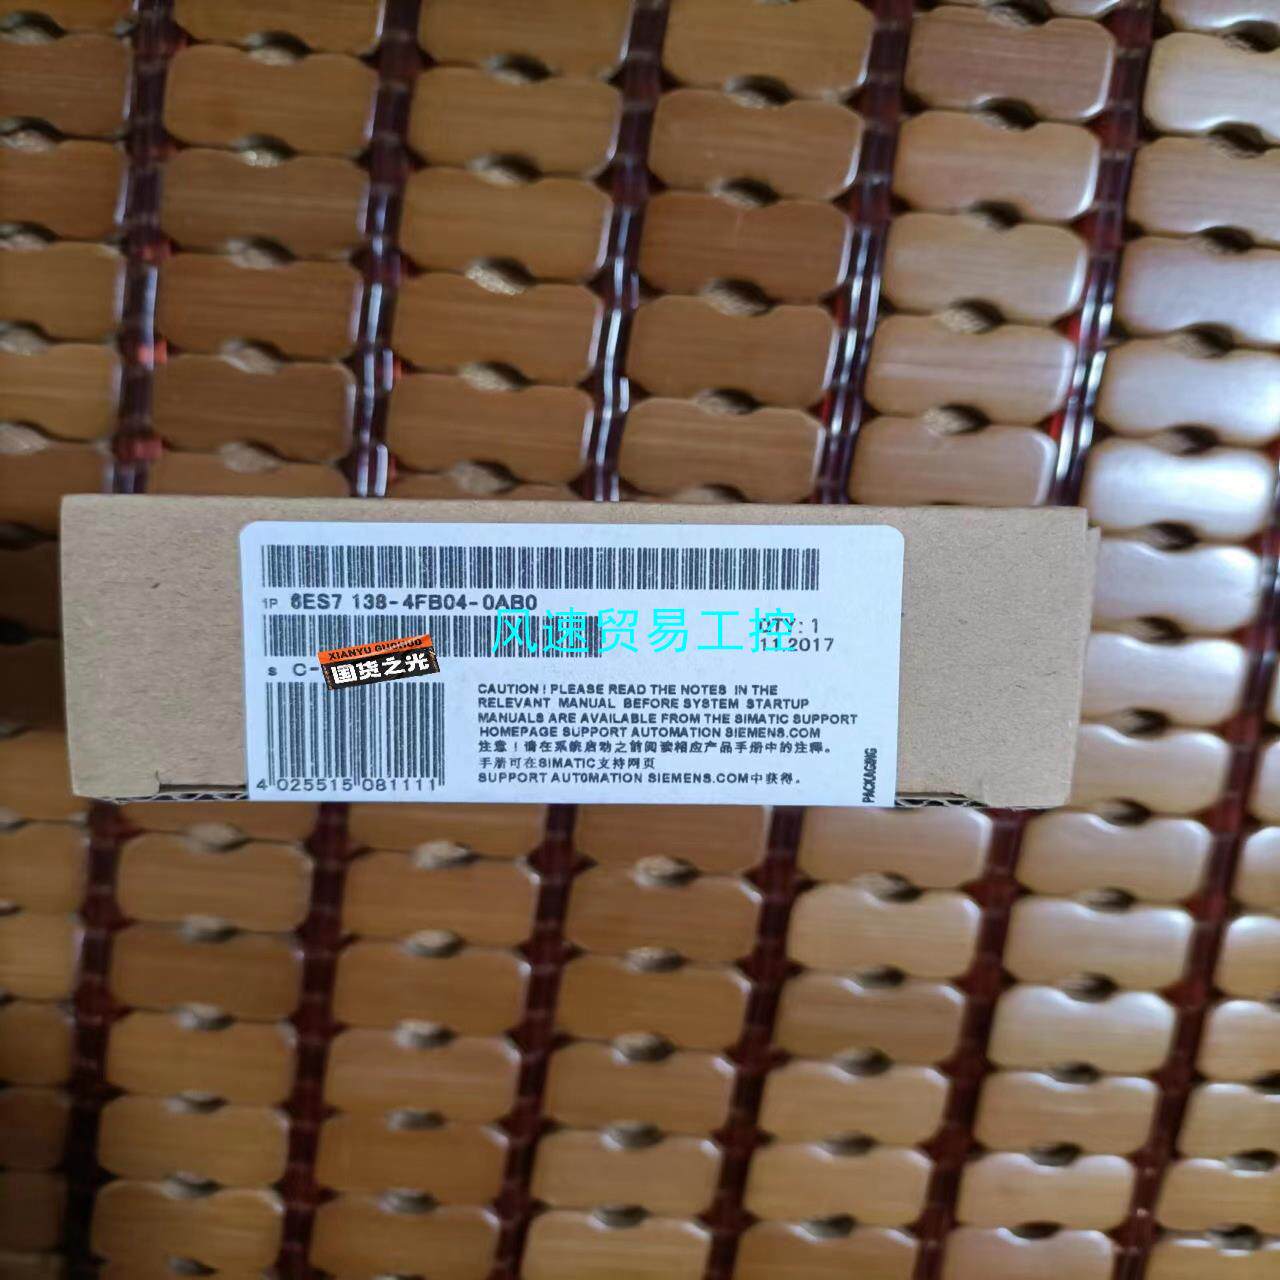 1P 6ES7 138-4FB04-0AB0
风速贸易工控
QTY: 1
11.2017
XIANYU GUOHUO
国货之光
S C-
4 025515 081111
CAUTION ! PLEASE READ THE NOTES IN THE
RELEVANT MANUAL BEFORE SYSTEM STARTUP
MANUALS ARE AVAILABLE FROM THE SIMATIC SUPPORT
HOMEPAGE SUPPORT AUTOMATION SIEMENS.COM
注意！请在系统启动之前阅读相应产品手册中的注释。
手册可在SIMATIC支持网页
SUPPORT AUTOMATION SIEMENS.COM中获得。
PACKAGING